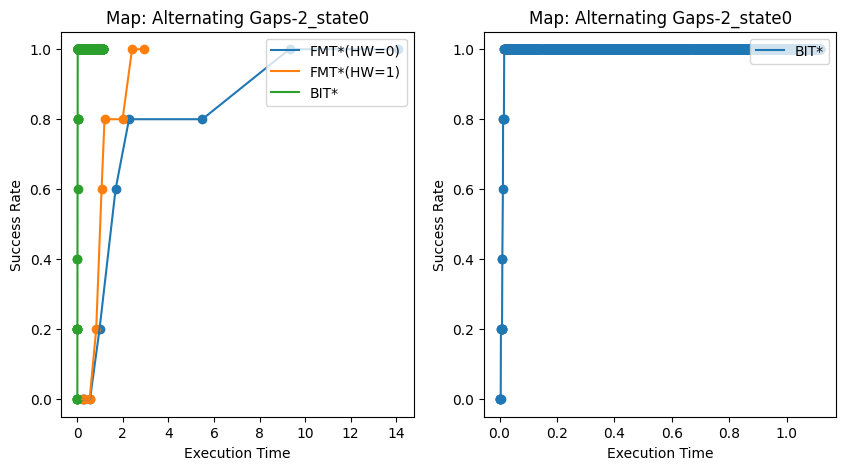 Map: Alternating Gaps-2_state0
Success Rate
1.0
0.8
0.6
0.4
0.2
0.0
FMT*(HW=0)
FMT*(HW=1)
BIT*
0 2 4 6 8 10 12 14
Execution Time
Map: Alternating Gaps-2_state0
Success Rate
1.0
0.8
0.6
0.4
0.2
0.0
BIT*
0.0 0.2 0.4 0.6 0.8 1.0
Execution Time